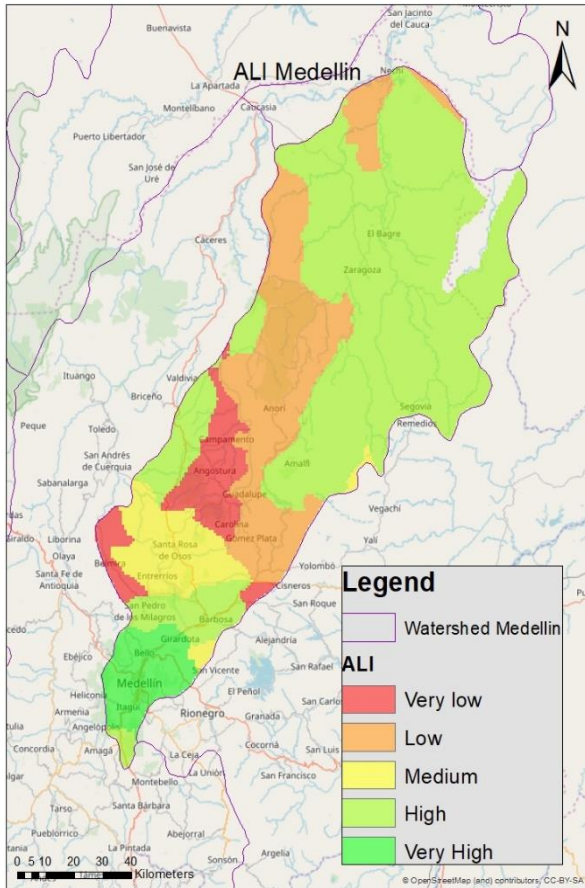 San Jacinto
del Cauca
Buenavista
ALI Medellin
N
Nechí
La Apartada
Montelíbano
Caucasia
Puerto Libertador
San José de
Uré
Cáceres
El Bagre
Zaragoza
Ituango
Valdivia
Briceño
Anorí
Segovia
Remedios
Peque
Toledo
Campamento
San Andrés
de Cuerquia
Angostura
Amalfi
Sabanalarga
Guadalupe
Vegachí
Carolina
Gómez Plata
Yalí
Liborina
Olaya
Santa Rosa
de Osos
Belmira
Yolombó
Santa Fe de
Antioquia
Entrerríos
Cisneros
San Roque
San Pedro
de los Milagros
Barbosa
Alejandría
Girardota
Ebéjico
Bello
San Vicente
San Rafael
Heliconia
Medellín
El Peñol
San Carlos
Armenia
Itagüí
Rionegro
Granada
Concordia
Angelópolis
Amagá
La Ceja
Cocorná
San Luis
Montebello
La Unión
San Francisco
Tarso
Santa Bárbara
Pueblorrico
Abejorral
La Pintada
Sonsón
Argelia
Legend
Watershed Medellin
ALI
Very low
Low
Medium
High
Very High
0 5 10 20 30 40
Kilometers
© OpenStreetMap (and) contributors, CC-BY-SA